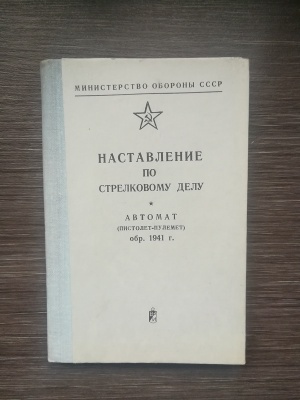 МИНИСТЕРСТВО ОБОРОНЫ СССР
НАСТАВЛЕНИЕ
ПО
СТРЕЛКОВОМУ ДЕЛУ
АВТОМАТ
(ПИСТОЛЕТ-ПУЛЕМЕТ)
обр. 1941 г.